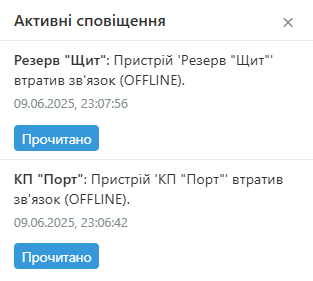 Активні сповіщення
×
Резерв "Щит": Пристрій 'Резерв "Щит"'
втратив зв'язок (OFFLINE).
09.06.2025, 23:07:56
Прочитано
КП "Порт": Пристрій 'КП "Порт"' втратив
зв'язок (OFFLINE).
09.06.2025, 23:06:42
Прочитано